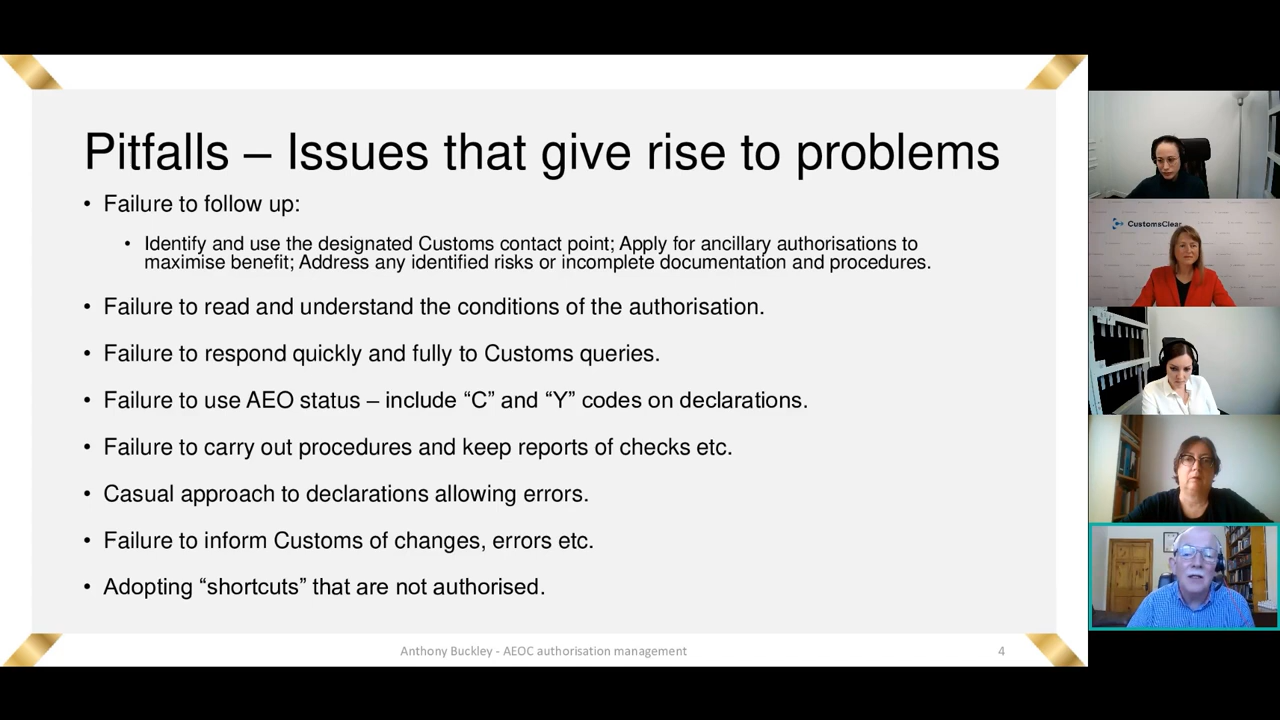 Pitfalls – Issues that give rise to problems
• Failure to follow up:
• Identify and use the designated Customs contact point; Apply for ancillary authorisations to
maximise benefit; Address any identified risks or incomplete documentation and procedures.
• Failure to read and understand the conditions of the authorisation.
• Failure to respond quickly and fully to Customs queries.
• Failure to use AEO status – include “C” and “Y” codes on declarations.
• Failure to carry out procedures and keep reports of checks etc.
• Casual approach to declarations allowing errors.
• Failure to inform Customs of changes, errors etc.
• Adopting “shortcuts” that are not authorised.
Anthony Buckley - AEOC authorisation management
4
CustomsClear